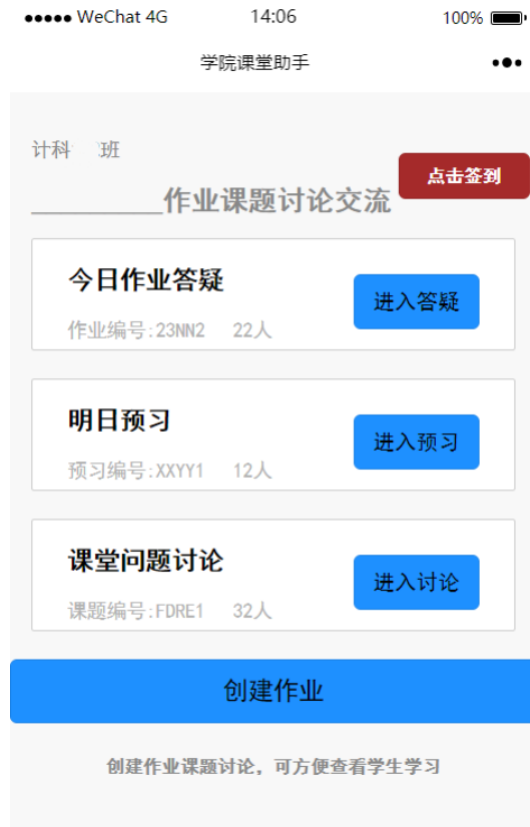 WeChat 4G 14:06 100%
学院课堂助手
计科 班
点击签到
作业课题讨论交流
今日作业答疑
进入答疑
作业编号:23NN2 22人
明日预习
进入预习
预习编号:XXYY1 12人
课堂问题讨论
进入讨论
课题编号:FDRE1 32人
创建作业
创建作业课题讨论，可方便查看学生学习